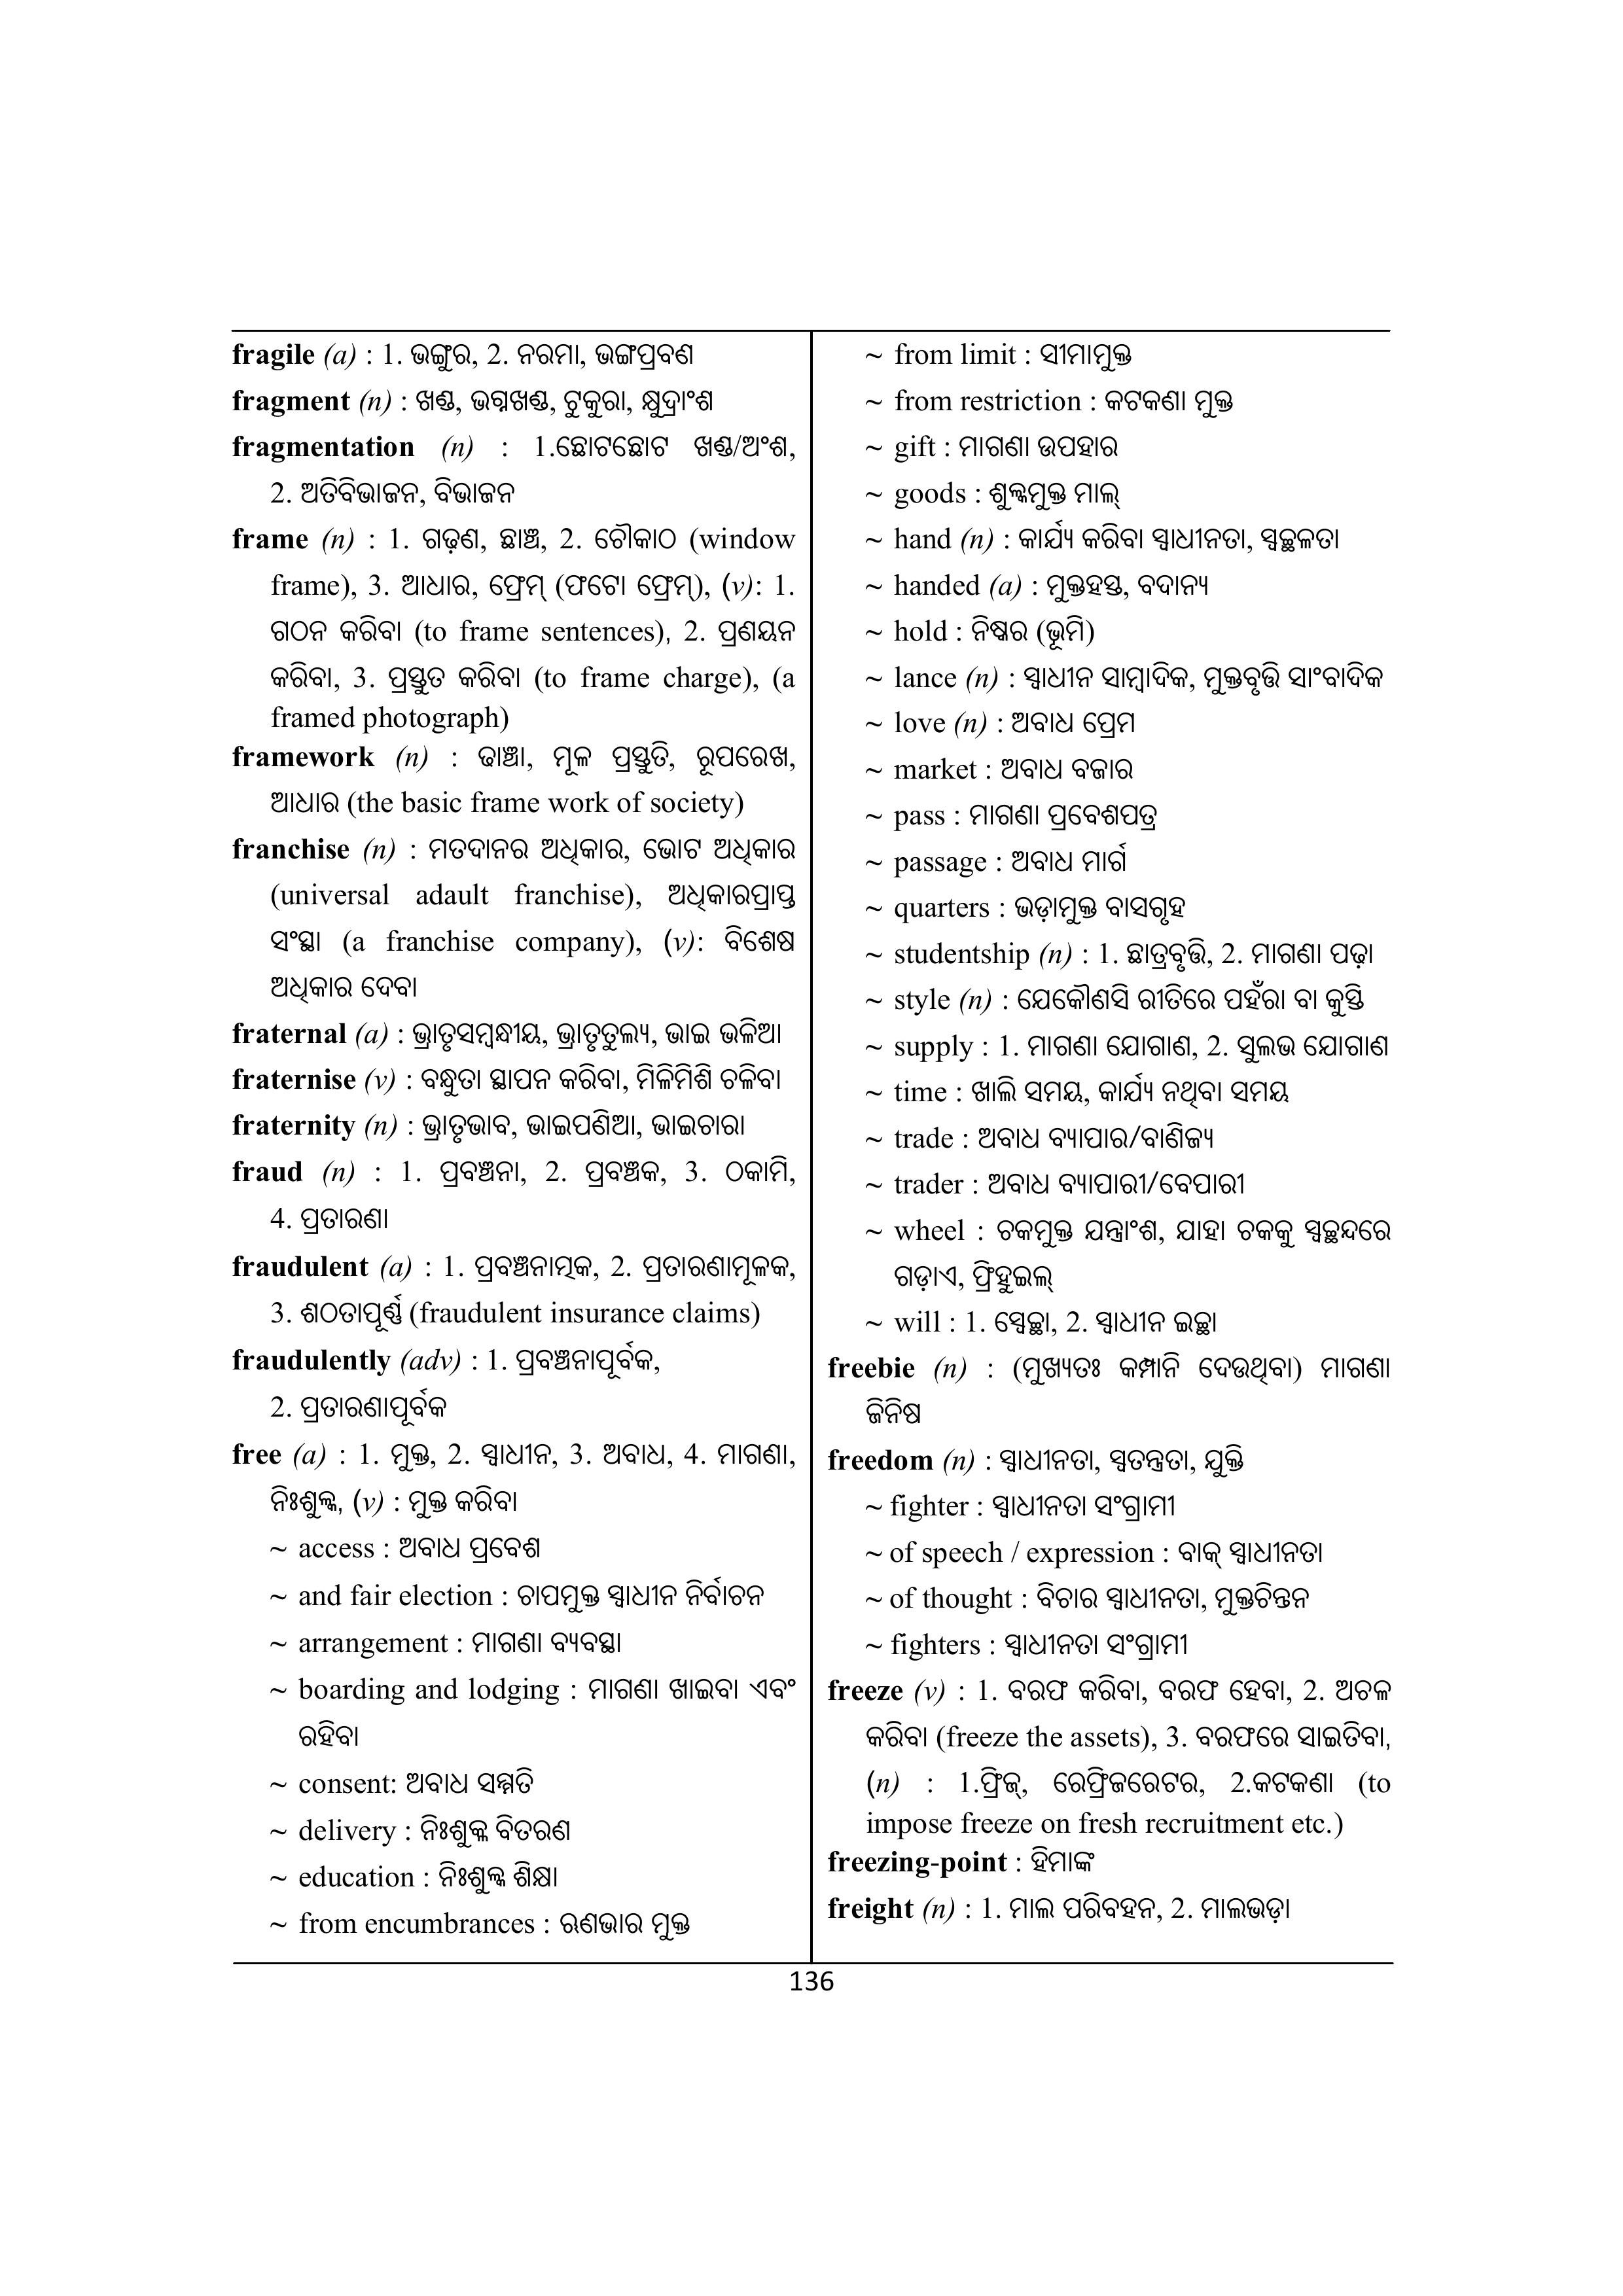 fragile (a) : 1. ଭଙ୍ଗୁର, 2. ନରମା, ଭଙ୍ଗପ୍ରବଣ
fragment (n) : ଖଣ୍ଡ, ଭଗ୍ନଖଣ୍ଡ, ଟୁକୁରା, କ୍ଷୁଦ୍ରାଂଶ
fragmentation (n) : 1.ଛୋଟଛୋଟ ଖଣ୍ଡ/ଅଂଶ,
2. ଅତିବିଭାଜନ, ବିଭାଜନ
frame (n) : 1. ଗଢ଼ଣ, ଛାଞ୍ଚ, 2. ଚୌକାଠ (window
frame), 3. ଆଧାର, ଫ୍ରେମ୍ (ଫଟୋ ଫ୍ରେମ୍), (v): 1.
ଗଠନ କରିବା (to frame sentences), 2. ପ୍ରଣୟନ
କରିବା, 3. ପ୍ରସ୍ତୁତ କରିବା (to frame charge), (a
framed photograph)
framework (n) : ଢାଞ୍ଚା, ମୂଳ ପ୍ରସ୍ତୁତି, ରୂପରେଖ,
ଆଧାର (the basic frame work of society)
franchise (n) : ମତଦାନର ଅଧିକାର, ଭୋଟ ଅଧିକାର
(universal adault franchise), ଅଧିକାରପ୍ରାପ୍ତ
ସଂସ୍ଥା (a franchise company), (v): ବିଶେଷ
ଅଧିକାର ଦେବା
fraternal (a) : ଭ୍ରାତୃସମ୍ବନ୍ଧୀୟ, ଭ୍ରାତୃତୁଲ୍ୟ, ଭାଇ ଭଳିଆ
fraternise (v) : ବନ୍ଧୁତା ସ୍ଥାପନ କରିବା, ମିଳିମିଶି ଚଳିବା
fraternity (n) : ଭ୍ରାତୃଭାବ, ଭାଇପଣିଆ, ଭାଇଚାରା
fraud (n) : 1. ପ୍ରବଞ୍ଚନା, 2. ପ୍ରବଞ୍ଚକ, 3. ଠକାମି,
4. ପ୍ରତାରଣା
fraudulent (a) : 1. ପ୍ରବଞ୍ଚନାତ୍ମକ, 2. ପ୍ରତାରଣାମୂଳକ,
3. ଶଠତାପୂର୍ଣ୍ଣ (fraudulent insurance claims)
fraudulently (adv) : 1. ପ୍ରବଞ୍ଚନାପୂର୍ବକ,
2. ପ୍ରତାରଣାପୂର୍ବକ
free (a) : 1. ମୁକ୍ତ, 2. ସ୍ୱାଧୀନ, 3. ଅବାଧ, 4. ମାଗଣା,
ନିଃଶୁଳ୍କ, (v) : ମୁକ୍ତ କରିବା
~ access : ଅବାଧ ପ୍ରବେଶ
~ and fair election : ଚାପମୁକ୍ତ ସ୍ୱାଧୀନ ନିର୍ବାଚନ
~ arrangement : ମାଗଣା ବ୍ୟବସ୍ଥା
~ boarding and lodging : ମାଗଣା ଖାଇବା ଏବଂ
ରହିବା
~ consent: ଅବାଧ ସମ୍ମତି
~ delivery : ନିଃଶୁଳ୍କ ବିତରଣ
~ education : ନିଃଶୁଳ୍କ ଶିକ୍ଷା
~ from encumbrances : ଋଣଭାର ମୁକ୍ତ
~ from limit : ସୀମାମୁକ୍ତ
~ from restriction : କଟକଣା ମୁକ୍ତ
~ gift : ମାଗଣା ଉପହାର
~ goods : ଶୁଳ୍କମୁକ୍ତ ମାଲ୍
~ hand (n) : କାର୍ଯ୍ୟ କରିବା ସ୍ୱାଧୀନତା, ସ୍ୱଚ୍ଛଳତା
~ handed (a) : ମୁକ୍ତହସ୍ତ, ବଦାନ୍ୟ
~ hold : ନିଷ୍କର (ଭୂମି)
~ lance (n) : ସ୍ୱାଧୀନ ସାମ୍ବାଦିକ, ମୁକ୍ତବୃତ୍ତି ସାଂବାଦିକ
~ love (n) : ଅବାଧ ପ୍ରେମ
~ market : ଅବାଧ ବଜାର
~ pass : ମାଗଣା ପ୍ରବେଶପତ୍ର
~ passage : ଅବାଧ ମାର୍ଗ
~ quarters : ଭଡ଼ାମୁକ୍ତ ବାସଗୃହ
~ studentship (n) : 1. ଛାତ୍ରବୃତ୍ତି, 2. ମାଗଣା ପଢ଼ା
~ style (n) : ଯେକୌଣସି ରୀତିରେ ପହଁରା ବା କୁସ୍ତି
~ supply : 1. ମାଗଣା ଯୋଗାଣ, 2. ସୁଲଭ ଯୋଗାଣ
~ time : ଖାଲି ସମୟ, କାର୍ଯ୍ୟ ନଥିବା ସମୟ
~ trade : ଅବାଧ ବ୍ୟାପାର/ବାଣିଜ୍ୟ
~ trader : ଅବାଧ ବ୍ୟାପାରୀ/ବେପାରୀ
~ wheel : ଚକମୁକ୍ତ ଯନ୍ତ୍ରାଂଶ, ଯାହା ଚକକୁ ସ୍ୱଚ୍ଛନ୍ଦରେ
ଗଡ଼ାଏ, ଫ୍ରିହୁଇଲ୍
~ will : 1. ସ୍ୱେଚ୍ଛା, 2. ସ୍ୱାଧୀନ ଇଚ୍ଛା
freebie (n) : (ମୁଖ୍ୟତଃ କମ୍ପାନି ଦେଉଥିବା) ମାଗଣା
ଜିନିଷ
freedom (n) : ସ୍ୱାଧୀନତା, ସ୍ୱତନ୍ତ୍ରତା, ଯୁକ୍ତି
~ fighter : ସ୍ୱାଧୀନତା ସଂଗ୍ରାମୀ
~ of speech / expression : ବାକ୍ ସ୍ୱାଧୀନତା
~ of thought : ବିଚାର ସ୍ୱାଧୀନତା, ମୁକ୍ତଚିନ୍ତନ
~ fighters : ସ୍ୱାଧୀନତା ସଂଗ୍ରାମୀ
freeze (v) : 1. ବରଫ କରିବା, ବରଫ ହେବା, 2. ଅଚଳ
କରିବା (freeze the assets), 3. ବରଫରେ ସାଇତିବା,
(n) : 1.ଫ୍ରିଜ୍, ରେଫ୍ରିଜରେଟର, 2.କଟକଣା (to
impose freeze on fresh recruitment etc.)
freezing-point : ହିମାଙ୍କ
freight (n) : 1. ମାଲ ପରିବହନ, 2. ମାଲଭଡ଼ା
136